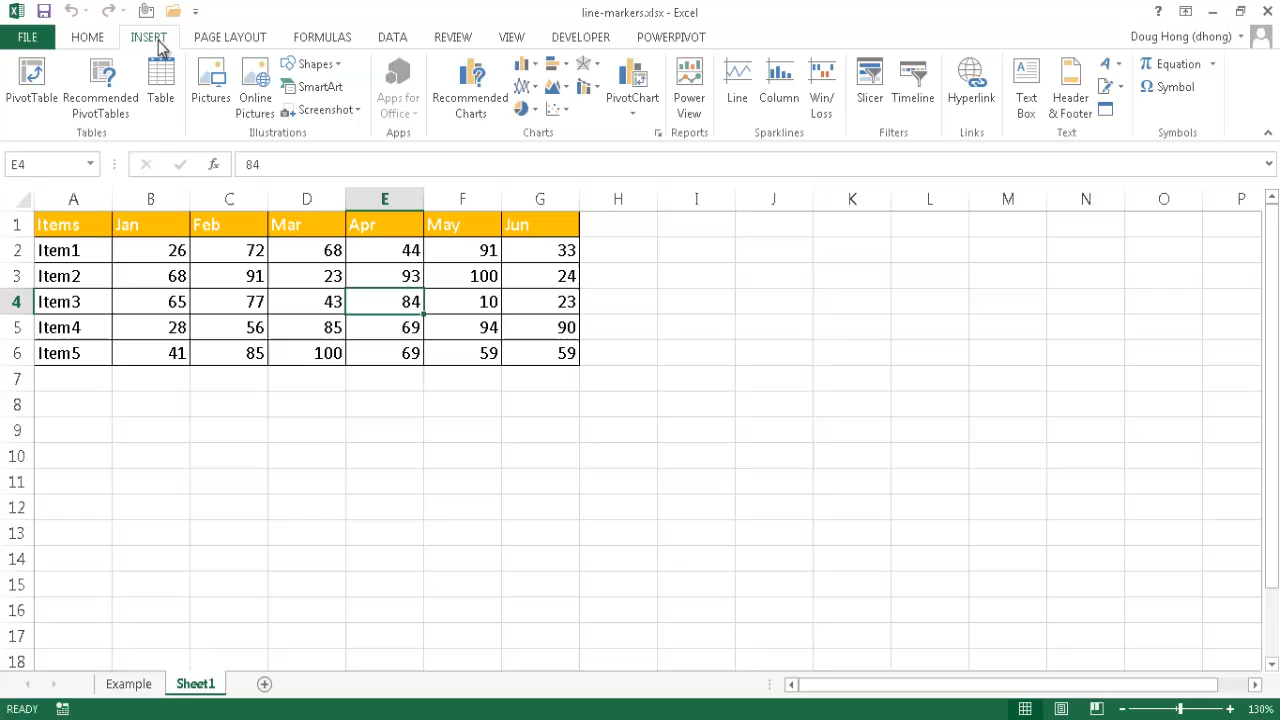 line-markers.xlsx - Excel
?
FILE HOME INSERT PAGE LAYOUT FORMULAS DATA REVIEW VIEW DEVELOPER POWERPIVOT Doug Hong (dhong)
PivotTable
Recommended PivotTables
Table
Tables
Pictures
Online Pictures
Shapes
SmartArt
Screenshot
Illustrations
Apps for Office
Apps
Recommended Charts
PivotChart
Charts
Power View
Reports
Line
Column
Win/ Loss
Sparklines
Slicer
Timeline
Filters
Hyperlink
Links
Text Box
Header & Footer
Text
Equation
Symbol
Symbols
E4 fx 84
A B C D E F G H I J K L M N O P
1 Items Jan Feb Mar Apr May Jun
2 Item1 26 72 68 44 91 33
3 Item2 68 91 23 93 100 24
4 Item3 65 77 43 84 10 23
5 Item4 28 56 85 69 94 90
6 Item5 41 85 100 69 59 59
7
8
9
10
11
12
13
14
15
16
17
18
Example Sheet1
READY 130%